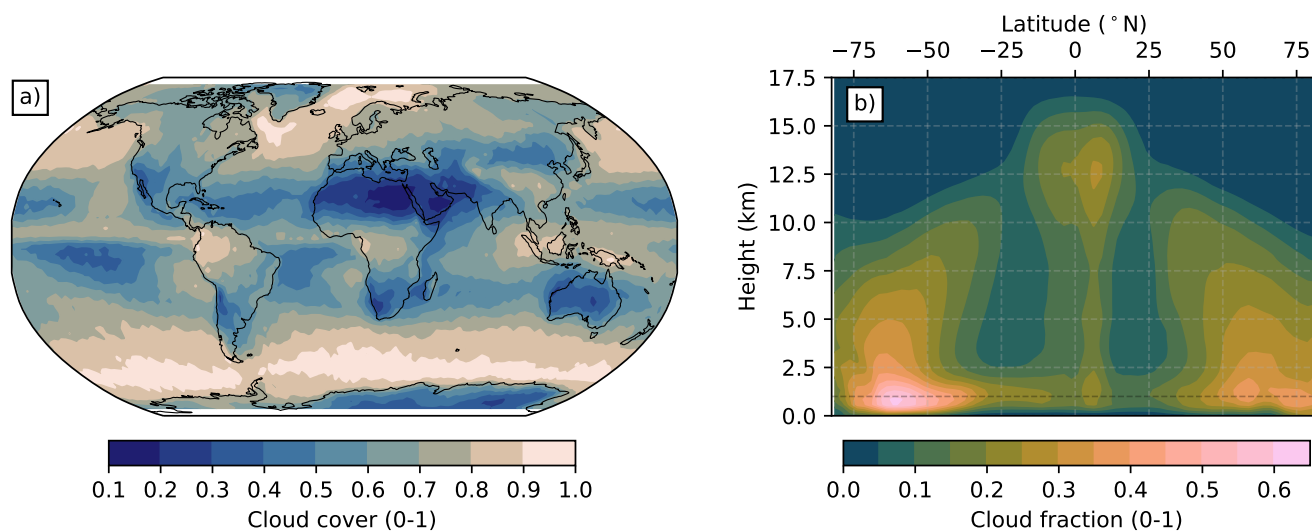 a)
0.1 0.2 0.3 0.4 0.5 0.6 0.7 0.8 0.9 1.0
Cloud cover (0-1)
Latitude (°N)
−75 −50 −25 0 25 50 75
b)
17.5
15.0
12.5
10.0
7.5
5.0
2.5
0.0
Height (km)
0.0 0.1 0.2 0.3 0.4 0.5 0.6
Cloud fraction (0-1)